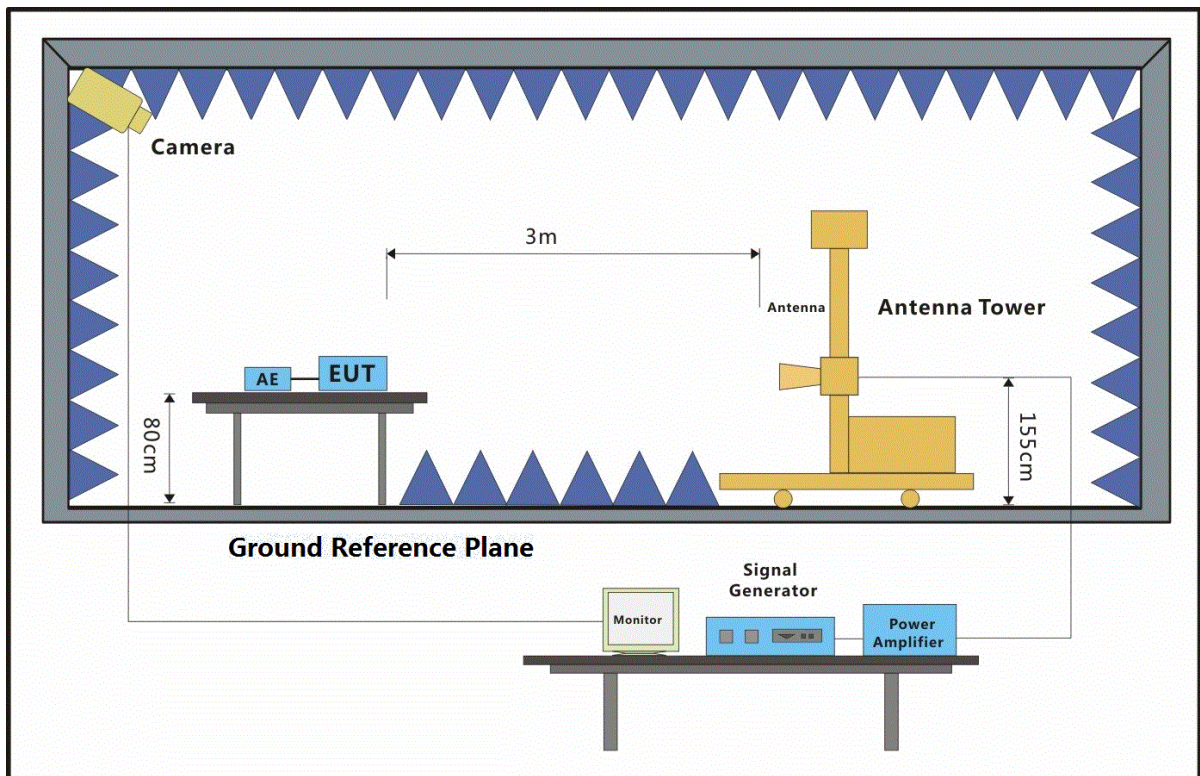 Camera
3m
Antenna
Antenna Tower
AE
EUT
80cm
155cm
Ground Reference Plane
Signal
Generator
Monitor
Power
Amplifier